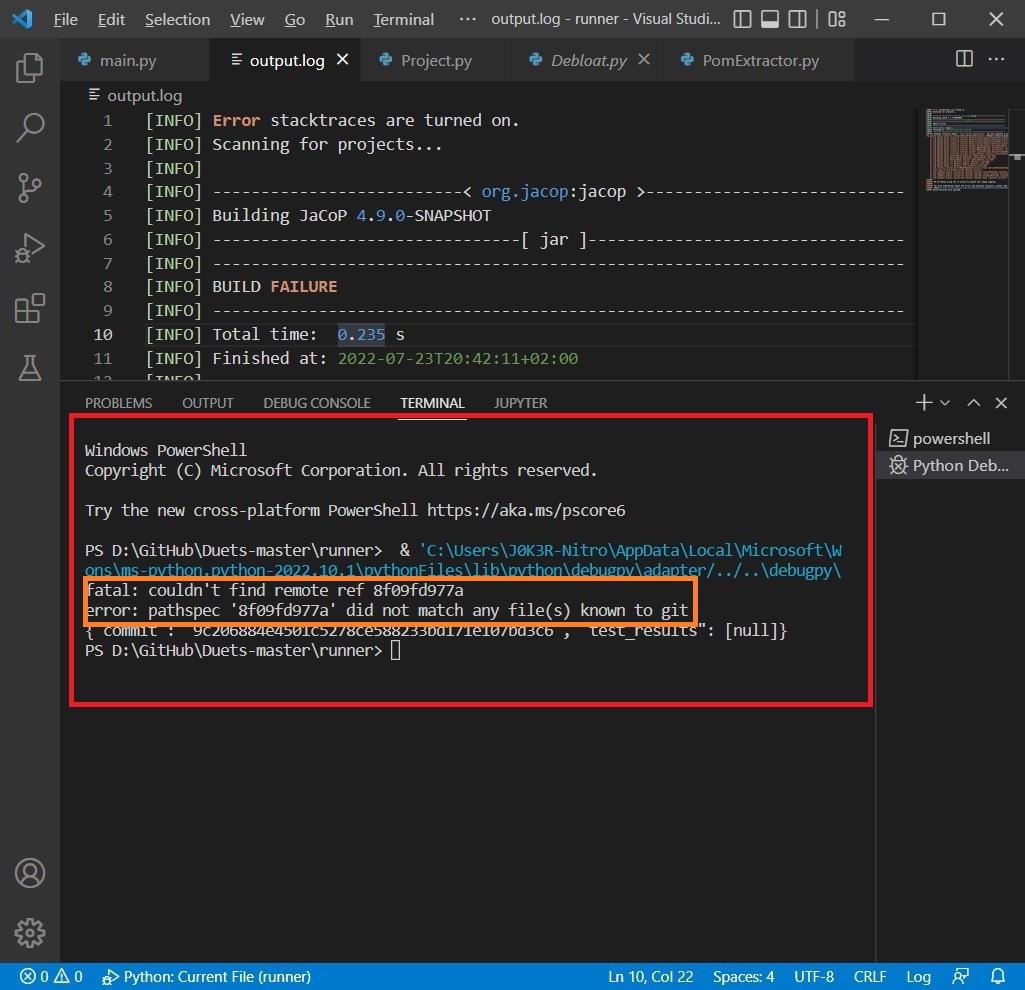 File Edit Selection View Go Run Terminal ··· output.log - runner - Visual Studi...
main.py output.log Project.py Debloat.py PomExtractor.py
output.log
1 [INFO] Error stacktraces are turned on.
2 [INFO] Scanning for projects...
3 [INFO]
4 [INFO] --------------------------< org.jacop:jacop >---------------------------
5 [INFO] Building JaCoP 4.9.0-SNAPSHOT
6 [INFO] --------------------------------[ jar ]---------------------------------
7 [INFO] ------------------------------------------------------------------------
8 [INFO] BUILD FAILURE
9 [INFO] ------------------------------------------------------------------------
10 [INFO] Total time:  0.235 s
11 [INFO] Finished at: 2022-07-23T20:42:11+02:00
12 [INFO]
PROBLEMS OUTPUT DEBUG CONSOLE TERMINAL JUPYTER
powershell
Python Deb...
Windows PowerShell
Copyright (C) Microsoft Corporation. All rights reserved.
Try the new cross-platform PowerShell https://aka.ms/pscore6
PS D:\GitHub\Duets-master\runner>  & 'C:\Users\J0K3R-Nitro\AppData\Local\Microsoft\W
ons\ms-python.python-2022.10.1\pythonFiles\lib\python\debugpy\adapter/../..\debugpy\
fatal: couldn't find remote ref 8f09fd977a
error: pathspec '8f09fd977a' did not match any file(s) known to git
{"commit": "9c206884e4501c5278ce588233bd171e107bd3c6", "test_results": [null]}
PS D:\GitHub\Duets-master\runner>
0 0 Python: Current File (runner) Ln 10, Col 22 Spaces: 4 UTF-8 CRLF Log